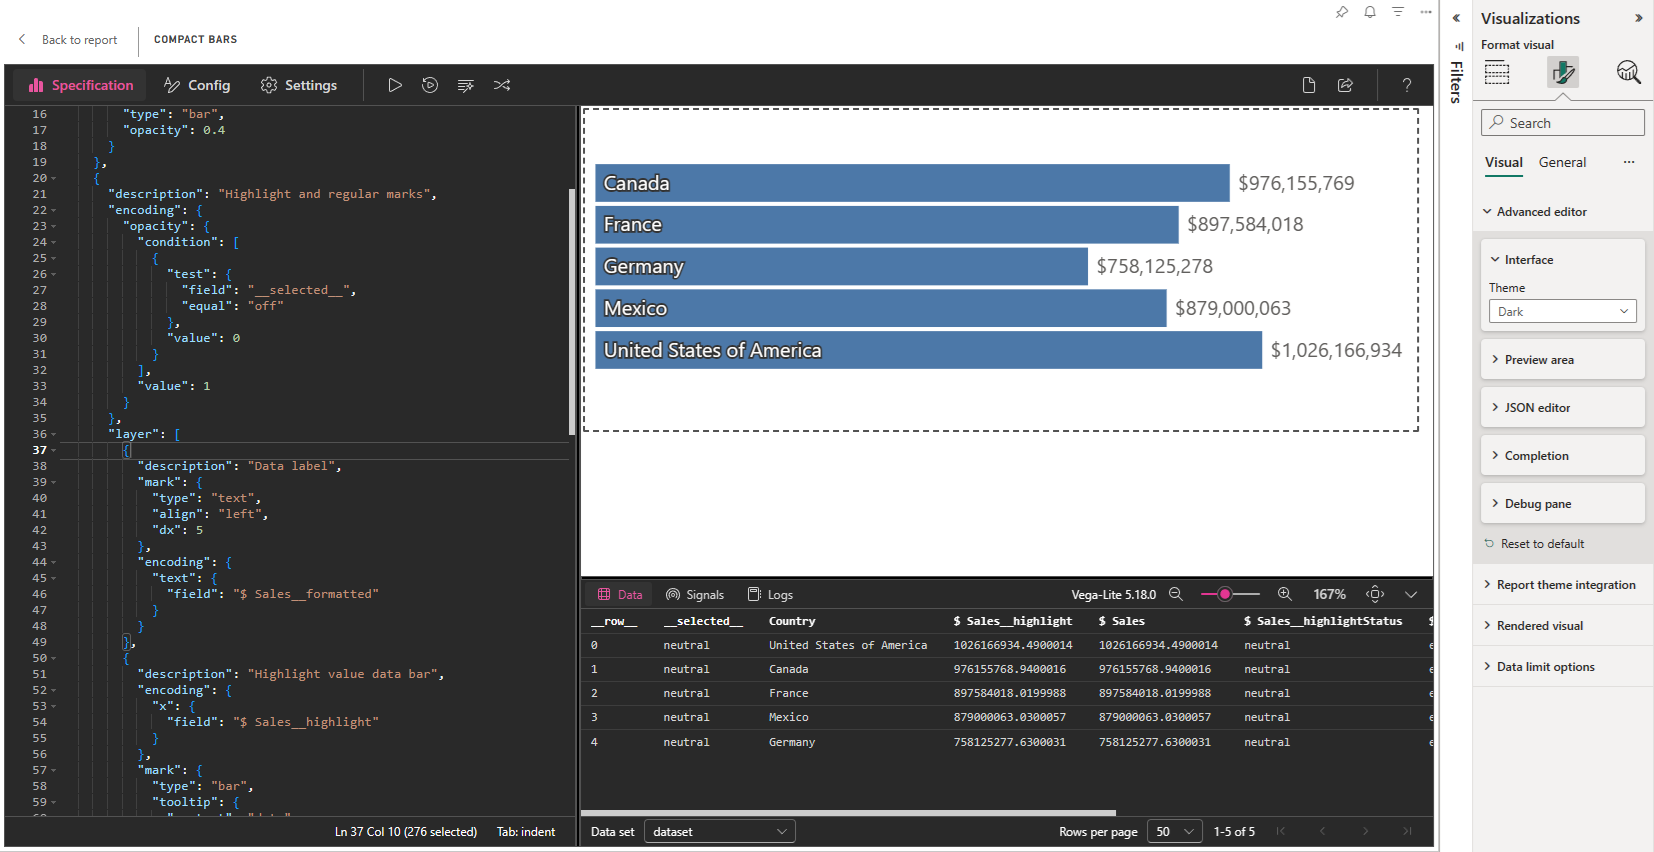 Back to report
COMPACT BARS
Specification
Config
Settings
?
16 "type": "bar",
17 "opacity": 0.4
18 }
19 },
20 {
21 "description": "Highlight and regular marks",
22 "encoding": {
23 "opacity": {
24 "condition": [
25 {
26 "test": {
27 "field": "__selected__",
28 "equal": "off"
29 },
30 "value": 0
31 }
32 ],
33 "value": 1
34 }
35 },
36 "layer": [
37 {
38 "description": "Data label",
39 "mark": {
40 "type": "text",
41 "align": "left",
42 "dx": 5
43 },
44 "encoding": {
45 "text": {
46 "field": "$ Sales__formatted"
47 }
48 }
49 },
50 {
51 "description": "Highlight value data bar",
52 "encoding": {
53 "x": {
54 "field": "$ Sales__highlight"
55 }
56 },
57 "mark": {
58 "type": "bar",
59 "tooltip": {
Ln 37 Col 10 (276 selected) Tab: indent
Canada $976,155,769
France $897,584,018
Germany $758,125,278
Mexico $879,000,063
United States of America $1,026,166,934
Data Signals Logs Vega-Lite 5.18.0 167%
__row__ __selected__ Country $ Sales__highlight $ Sales $ Sales__highlightStatus
0 neutral United States of America 1026166934.4900014 1026166934.4900014 neutral
1 neutral Canada 976155768.9400016 976155768.9400016 neutral
2 neutral France 897584018.0199988 897584018.0199988 neutral
3 neutral Mexico 879000063.0300057 879000063.0300057 neutral
4 neutral Germany 758125277.6300031 758125277.6300031 neutral
Data set dataset Rows per page 50 1-5 of 5
Filters
Visualizations
Format visual
Search
Visual General
Advanced editor
Interface
Theme
Dark
Preview area
JSON editor
Completion
Debug pane
Reset to default
Report theme integration
Rendered visual
Data limit options